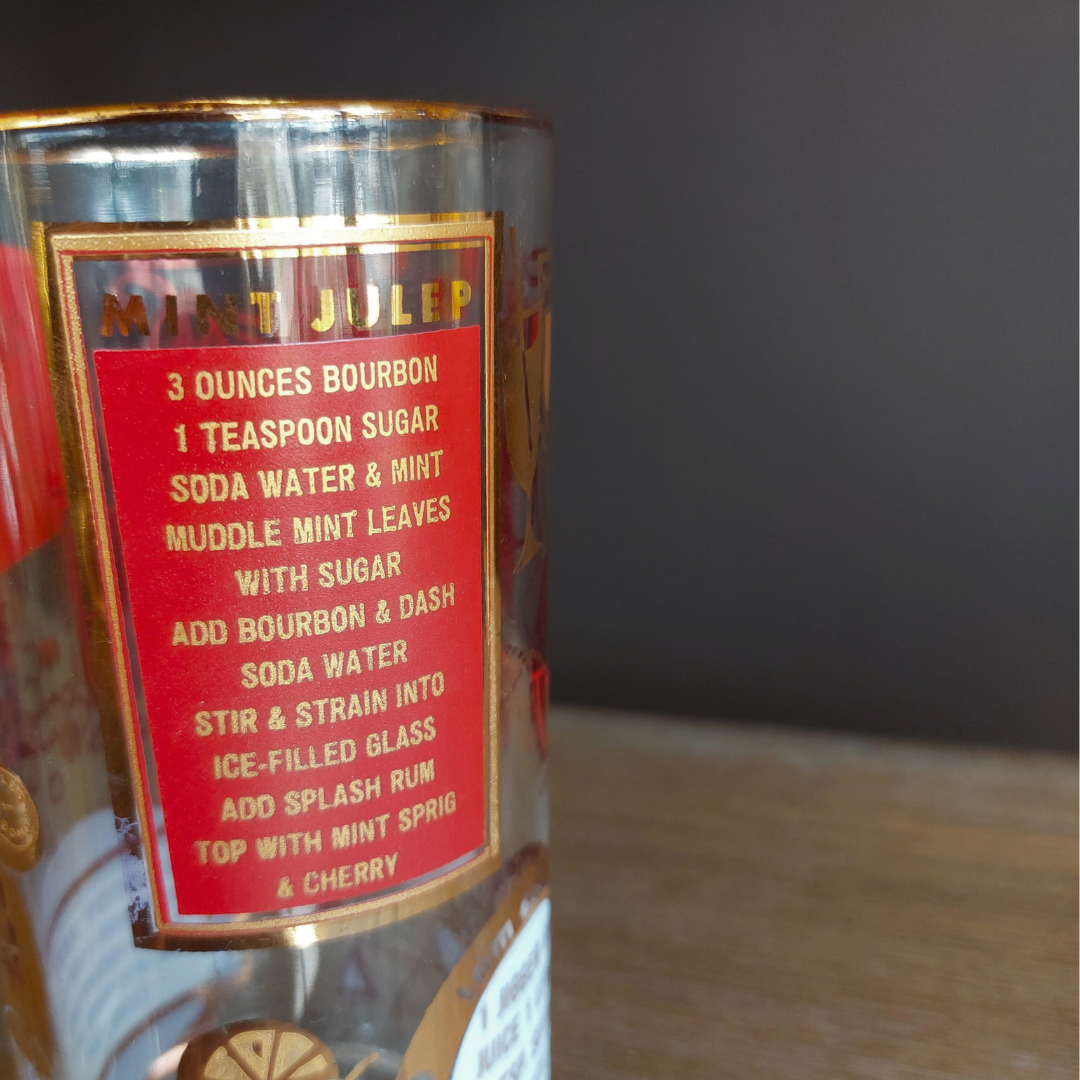 MINT JULEP
3 OUNCES BOURBON
1 TEASPOON SUGAR
SODA WATER & MINT
MUDDLE MINT LEAVES
WITH SUGAR
ADD BOURBON & DASH
SODA WATER
STIR & STRAIN INTO
ICE-FILLED GLASS
ADD SPLASH RUM
TOP WITH MINT SPRIG
& CHERRY
JUICE